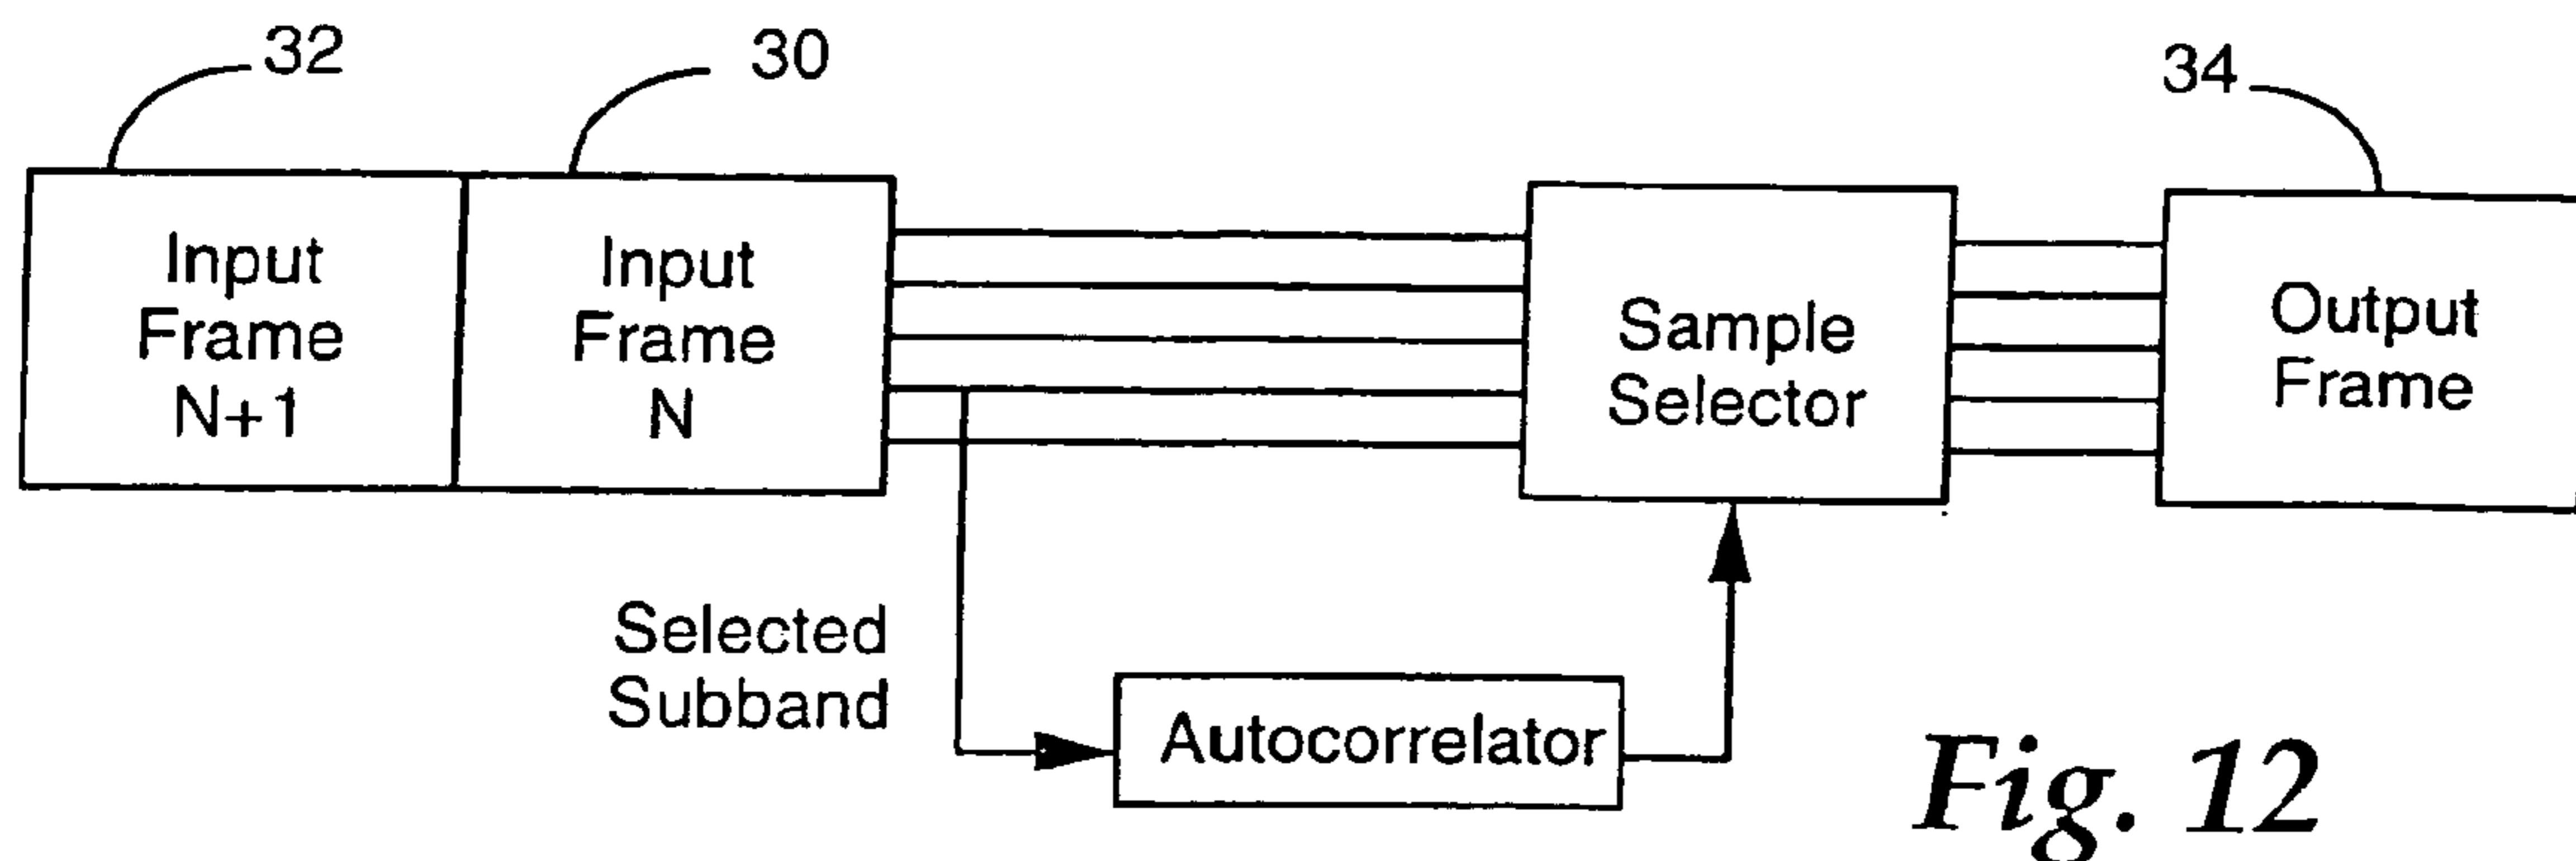 32
30
34
Input
Frame
N+1
Input
Frame
N
Sample
Selector
Output
Frame
Selected
Subband
Autocorrelator
Fig. 12